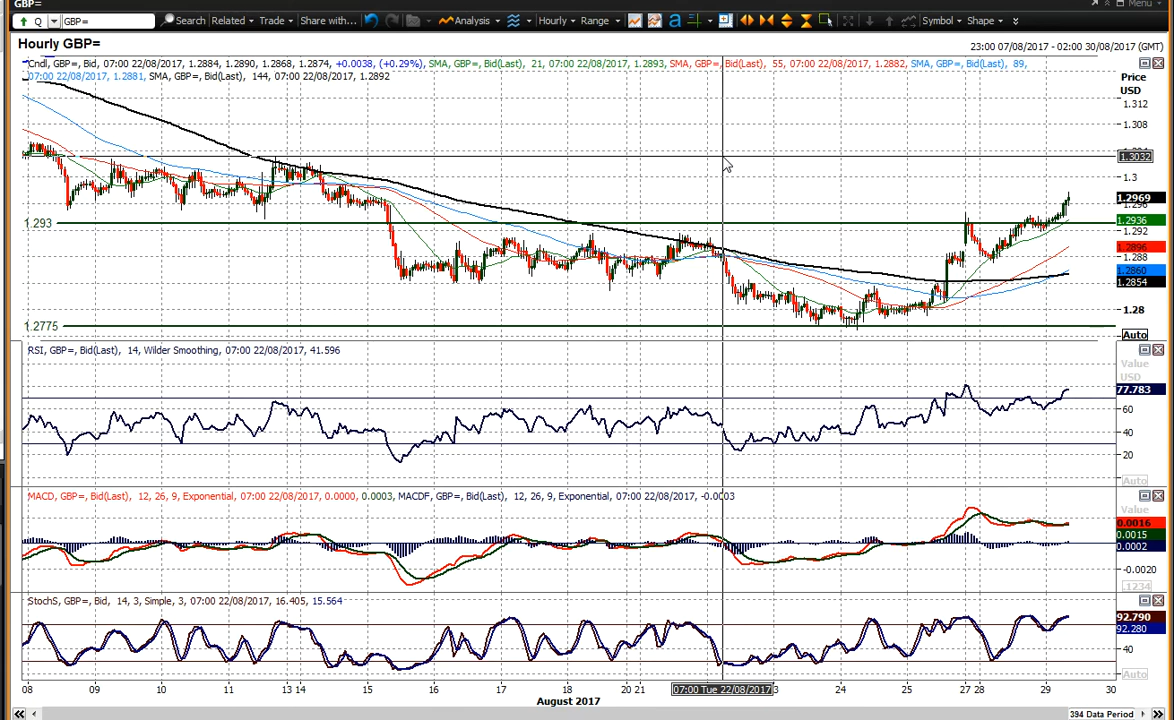 GBP=
Menu
Q GBP= Search Related Trade Share with... Analysis Hourly Range Symbol Shape
Hourly GBP=
23:00 07/08/2017 - 02:00 30/08/2017 (GMT)
Cndl, GBP=, Bid, 07:00 22/08/2017, 1.2884, 1.2890, 1.2868, 1.2874, +0.0038, (+0.29%), SMA, GBP=, Bid(Last), 21, 07:00 22/08/2017, 1.2893, SMA, GBP=, Bid(Last), 55, 07:00 22/08/2017, 1.2882, SMA, GBP=, Bid(Last), 89,
07:00 22/08/2017, 1.2881, SMA, GBP=, Bid(Last), 144, 07:00 22/08/2017, 1.2892
Price
USD
1.312
1.308
1.3032
1.3
1.2969
1.296
1.2936
1.293
1.292
1.2896
1.288
1.2860
1.2854
1.28
1.2775
Auto
RSI, GBP=, Bid(Last), 14, Wilder Smoothing, 07:00 22/08/2017, 41.596
Value
USD
77.783
60
40
20
Auto
MACD, GBP=, Bid(Last), 12, 26, 9, Exponential, 07:00 22/08/2017, 0.0000, 0.0003, MACDF, GBP=, Bid(Last), 12, 26, 9, Exponential, 07:00 22/08/2017, -0.0003
Value
USD
0.0016
0.0015
0.0002
-0.0020
.1234
StochS, GBP=, Bid, 14, 3, Simple, 3, 07:00 22/08/2017, 16.405, 15.564
92.790
92.280
40
Auto
08 09 10 11 13 14 15 16 17 18 20 21 07:00 Tue 22/08/2017 3 24 25 27 28 29 30
August 2017
394 Data Period